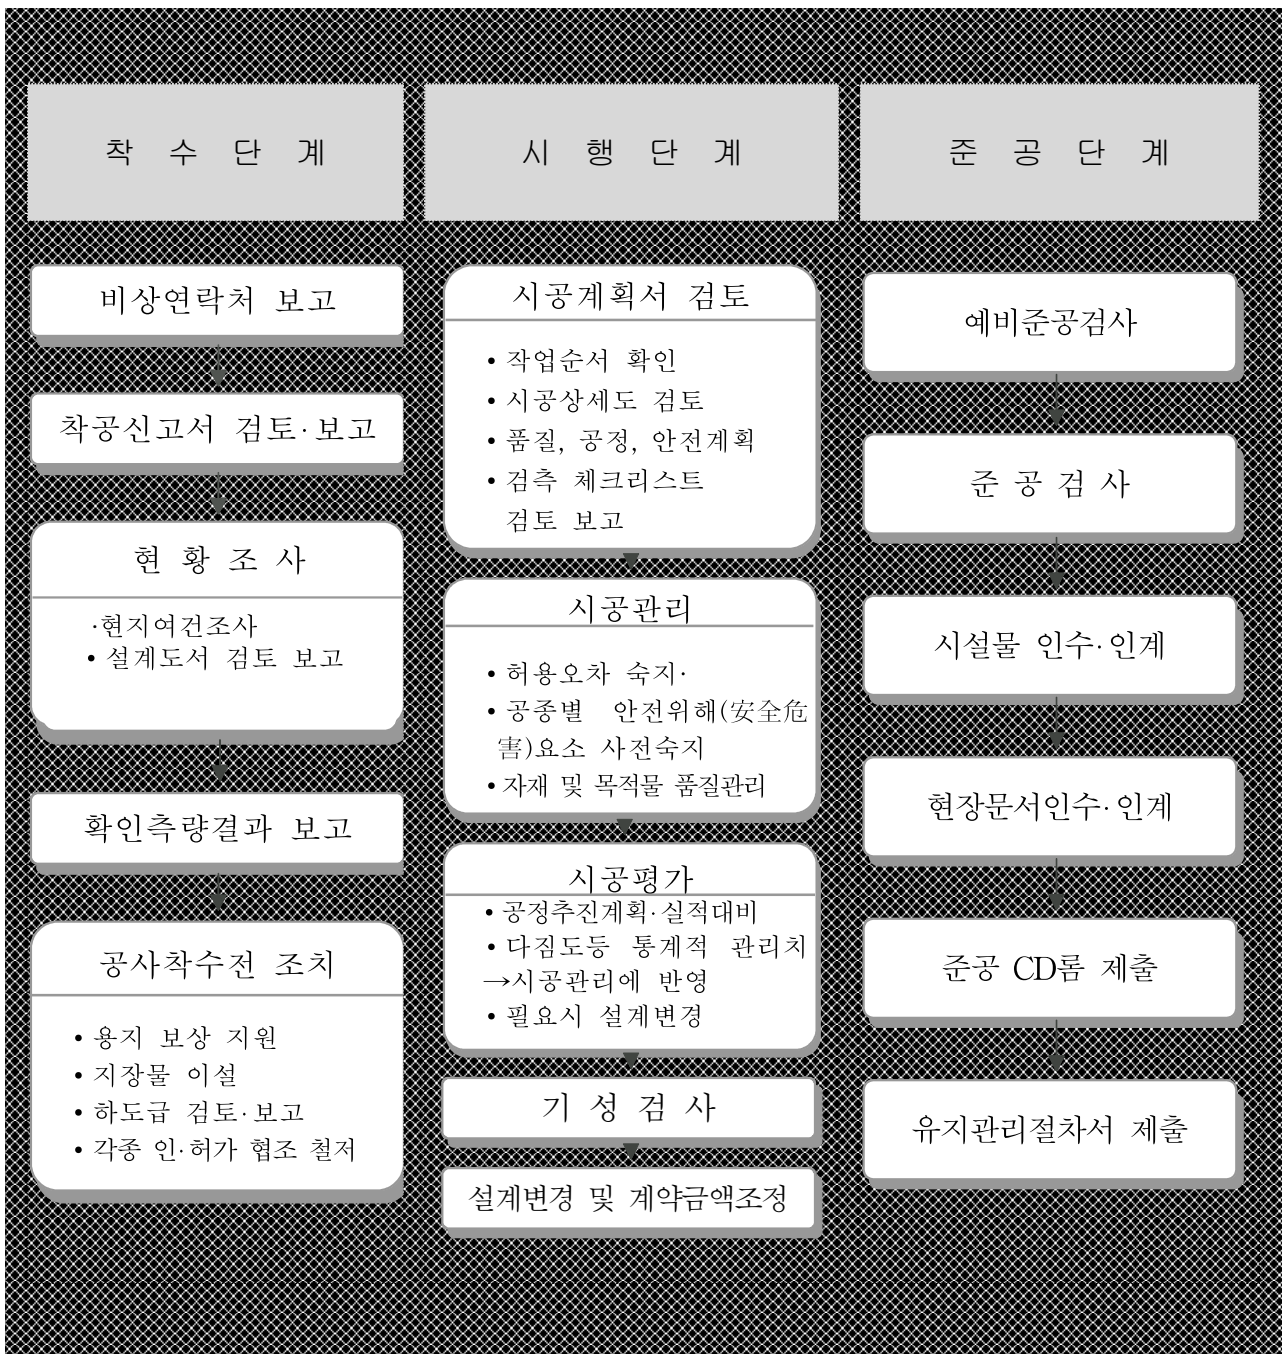 착 수 단 계
시 행 단 계
준 공 단 계
비상연락처 보고
착공신고서 검토·보고
현 황 조 사
·현지여건조사
• 설계도서 검토 보고
확인측량결과 보고
공사착수전 조치
• 용지 보상 지원
• 지장물 이설
• 하도급 검토·보고
• 각종 인·허가 협조 철저
시공계획서 검토
• 작업순서 확인
• 시공상세도 검토
• 품질, 공정, 안전계획
• 검측 체크리스트
검토 보고
시공관리
• 허용오차 숙지·
• 공종별 안전위해(安全危
害)요소 사전숙지
• 자재 및 목적물 품질관리
시공평가
• 공정추진계획·실적대비
• 다짐도등 통계적 관리치
→시공관리에 반영
• 필요시 설계변경
기 성 검 사
설계변경 및 계약금액조정
예비준공검사
준 공 검 사
시설물 인수·인계
현장문서인수·인계
준공 CD롬 제출
유지관리절차서 제출